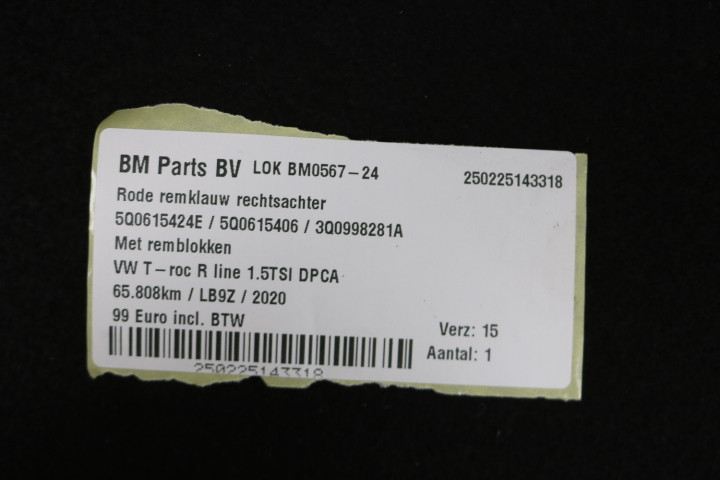 BM Parts BV LOK BM0567-24 250225143318
Rode remklauw rechtsachter
5Q0615424E / 5Q0615406 / 3Q0998281A
Met remblokken
VW T-roc R line 1.5TSI DPCA
65.808km / LB9Z / 2020
99 Euro incl. BTW
Verz: 15
Aantal: 1
250225143318